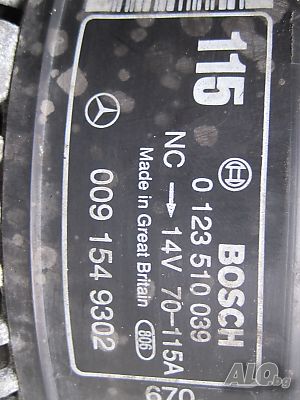 115
BOSCH
0 123 510 039
NC → 14V 70-115A
Made in Great Britain 806
009 154 9302
ALO.bg